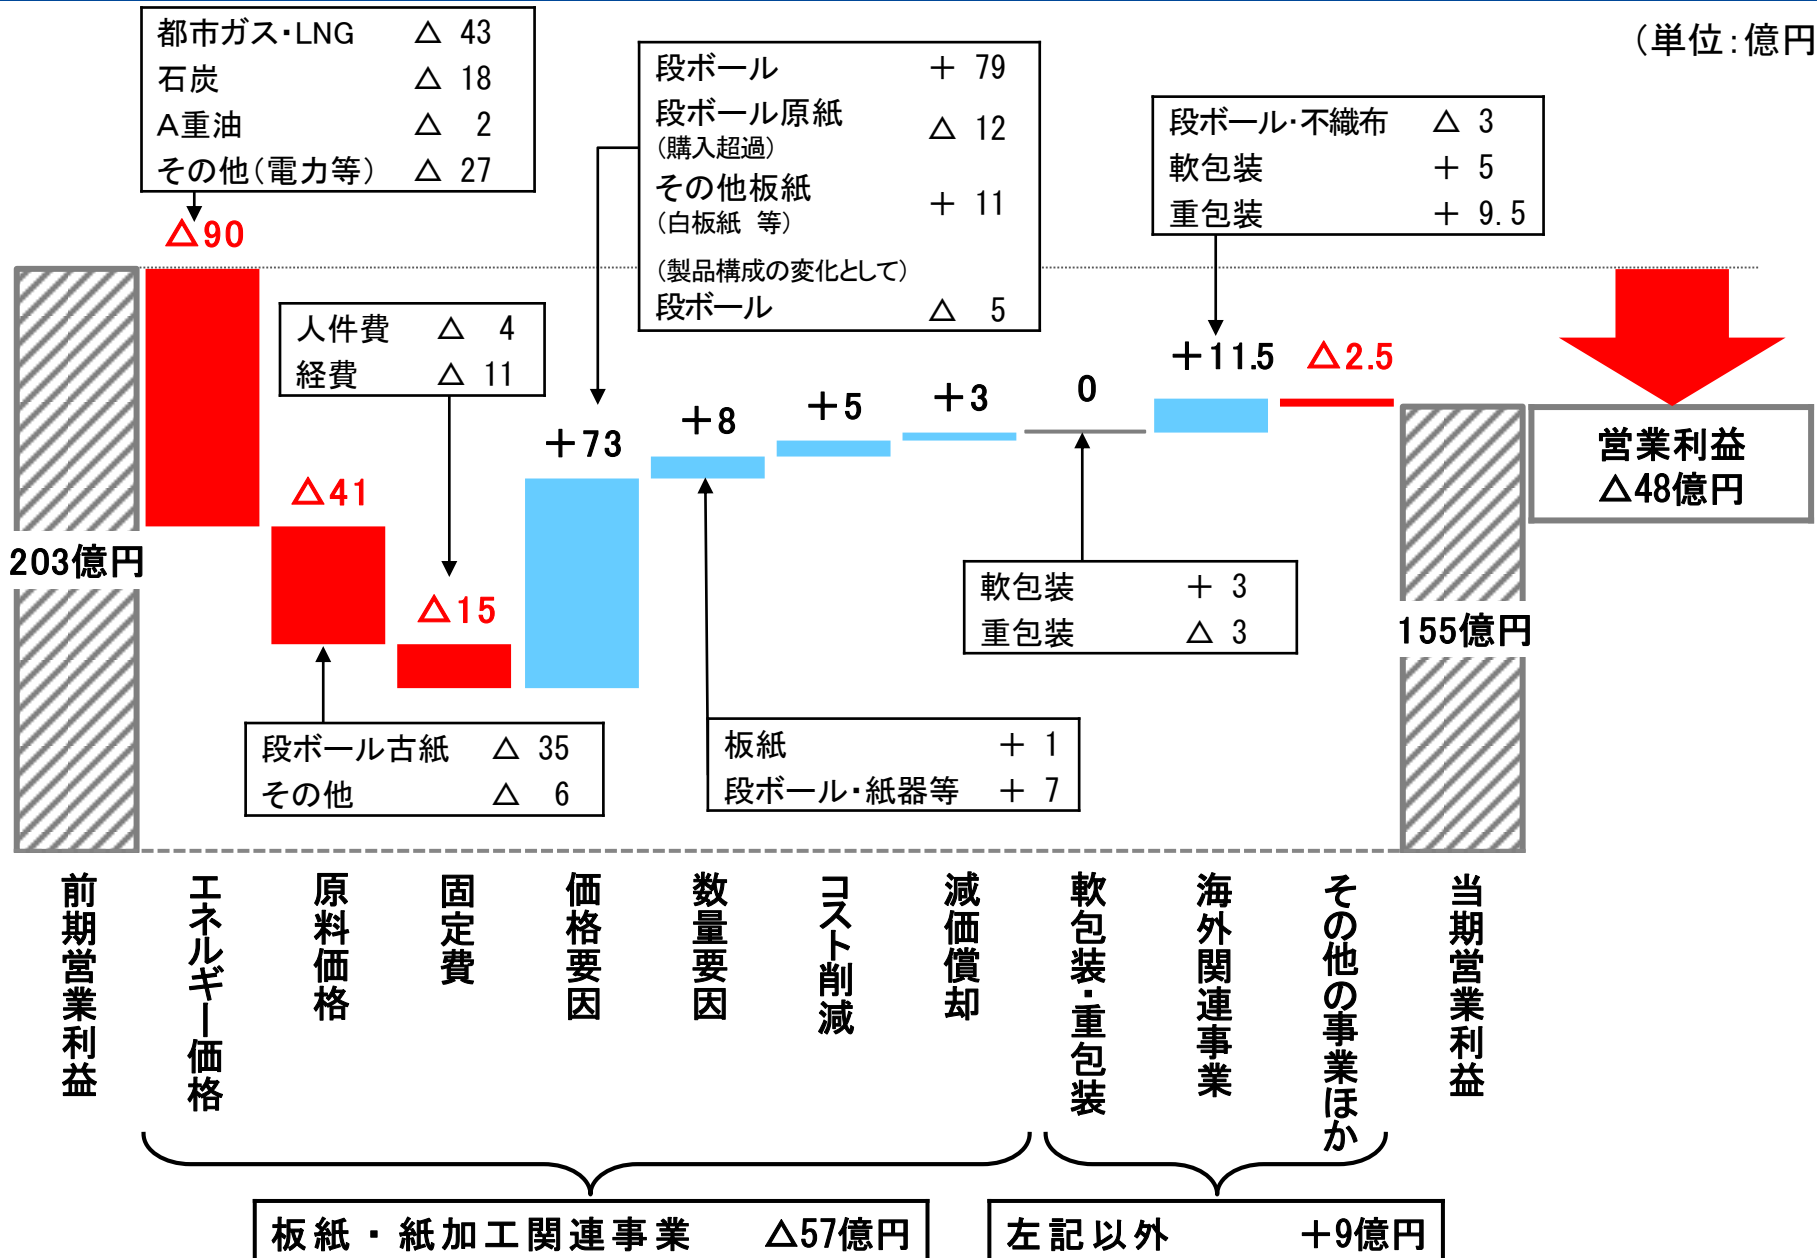 (単位:億円
都市ガス・LNG △ 43
石炭 △ 18
A重油 △ 2
その他(電力等) △ 27
△90
段ボール + 79
段ボール原紙 △ 12
(購入超過)
その他板紙 + 11
(白板紙 等)
(製品構成の変化として)
段ボール △ 5
段ボール・不織布 △ 3
軟包装 + 5
重包装 + 9.5
人件費 △ 4
経費 △ 11
△41
△15
+73
+8
+5
+3
0
+11.5
△2.5
営業利益
△48億円
203億円
155億円
軟包装 + 3
重包装 △ 3
段ボール古紙 △ 35
その他 △ 6
板紙 + 1
段ボール・紙器等 + 7
前期営業利益
エネルギー価格
原料価格
固定費
価格要因
数量要因
コスト削減
減価償却
軟包装・重包装
海外関連事業
その他の事業ほか
当期営業利益
板紙・紙加工関連事業 △57億円
左記以外 +9億円